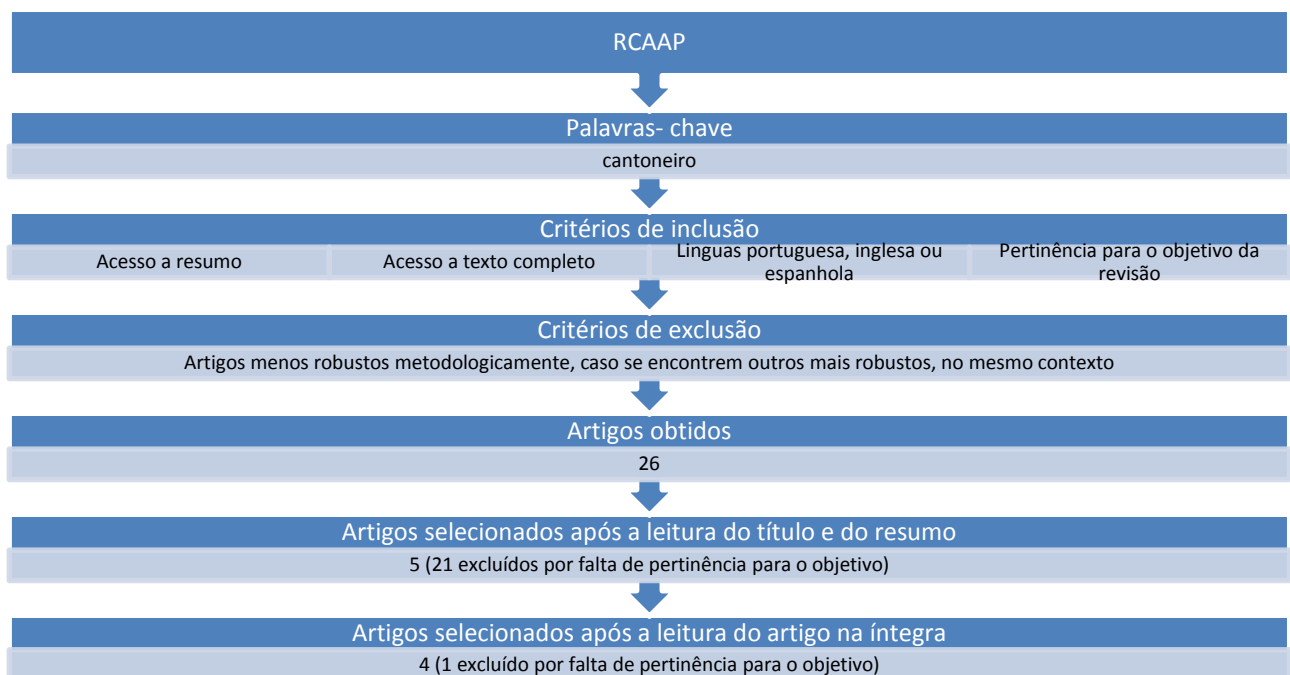 RCAAP
Palavras- chave
cantoneiro
Critérios de inclusão
Acesso a resumo
Acesso a texto completo
Linguas portuguesa, inglesa ou
espanhola
Pertinência para o objetivo da
revisão
Critérios de exclusão
Artigos menos robustos metodologicamente, caso se encontrem outros mais robustos, no mesmo contexto
Artigos obtidos
26
Artigos selecionados após a leitura do título e do resumo
5 (21 excluídos por falta de pertinência para o objetivo)
Artigos selecionados após a leitura do artigo na íntegra
4 (1 excluído por falta de pertinência para o objetivo)